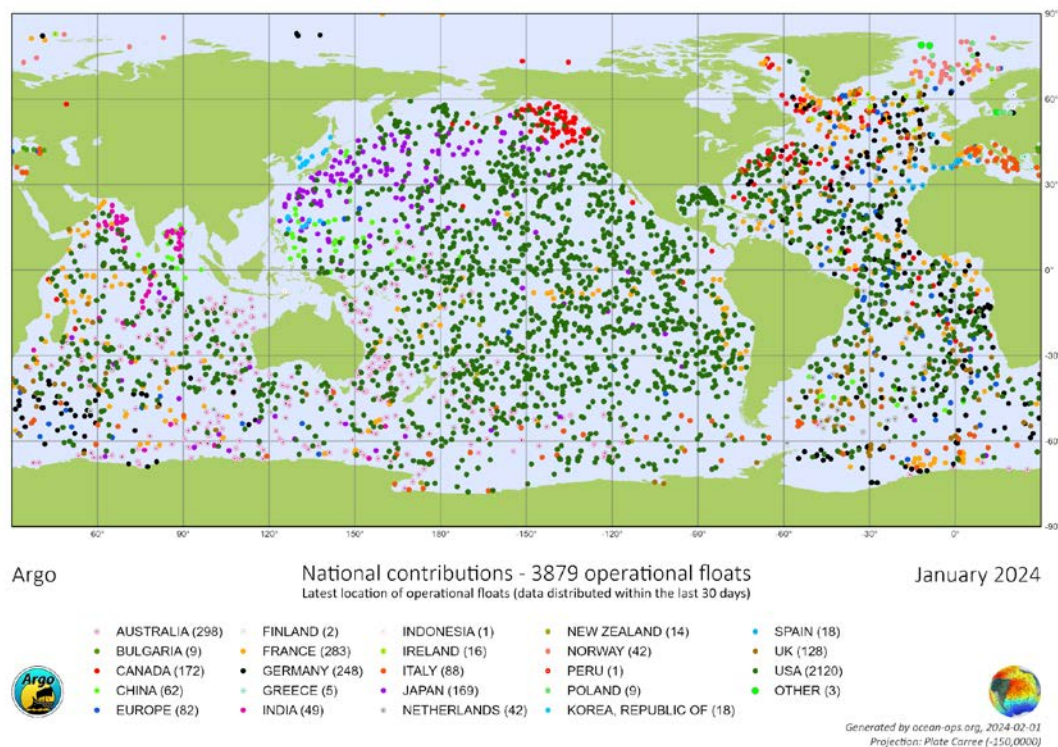 90°
60°
30°
0°
-30°
-60°
-90°
60° 90° 120° 150° -180° -150° -120° -90° -60° -30° 0°
Argo
National contributions - 3879 operational floats
January 2024
Latest location of operational floats (data distributed within the last 30 days)
AUSTRALIA (298) FINLAND (2) INDONESIA (1) NEW ZEALAND (14) SPAIN (18)
BULGARIA (9) FRANCE (283) IRELAND (16) NORWAY (42) UK (128)
CANADA (172) GERMANY (248) ITALY (88) PERU (1) USA (2120)
CHINA (62) GREECE (5) JAPAN (169) POLAND (9) OTHER (3)
EUROPE (82) INDIA (49) NETHERLANDS (42) KOREA, REPUBLIC OF (18)
Argo
Generated by ocean-ops.org, 2024-02-01
Projection: Plate Carree (-150,0000)